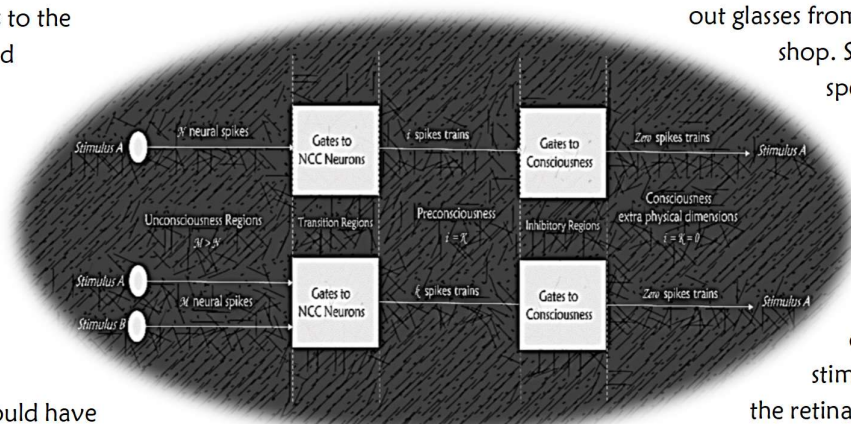 to the
d
out glasses from
shop. S
spe
Stimulus A
N neural spikes
Gates to
NCC Neurons
i spikes trains
Gates to
Consciousness
Zero spikes trains
Stimulus A
Unconsciousness Regions
M > N
Transition Regions
Preconsciousness
i = K
Inhibitory Regions
Consciousness
extra physical dimensions
i = K = 0
Stimulus A
Stimulus B
M neural spikes
Gates to
NCC Neurons
spikes trains
Gates to
Consciousness
Zero spikes trains
Stimulus A
stim
the retina
ould have